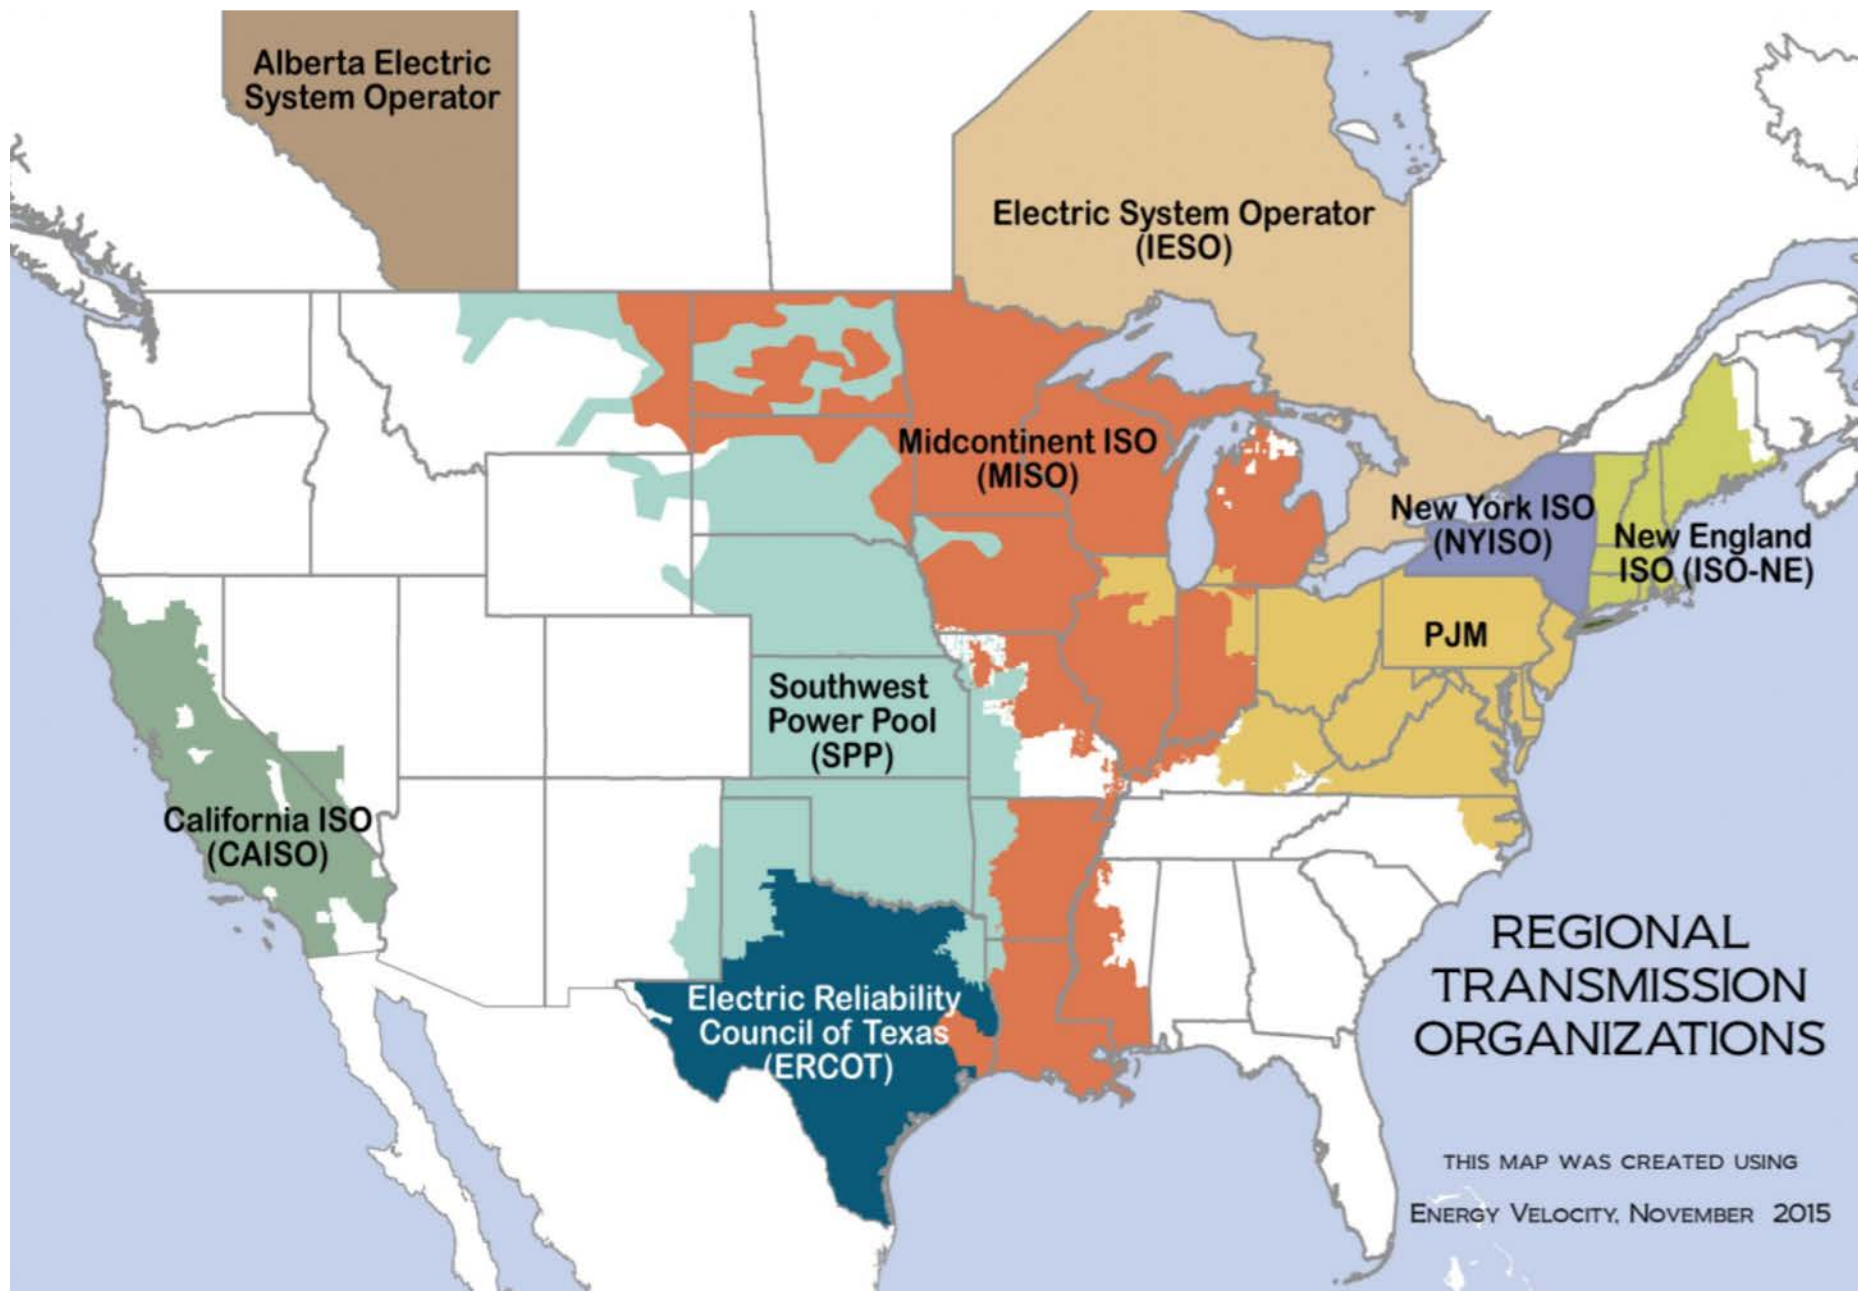 Alberta Electric
System Operator
Electric System Operator
(IESO)
Midcontinent ISO
(MISO)
New York ISO
(NYISO)
New England
ISO (ISO-NE)
PJM
Southwest
Power Pool
(SPP)
California ISO
(CAISO)
Electric Reliability
Council of Texas
(ERCOT)
REGIONAL
TRANSMISSION
ORGANIZATIONS
THIS MAP WAS CREATED USING
ENERGY VELOCITY, NOVEMBER 2015